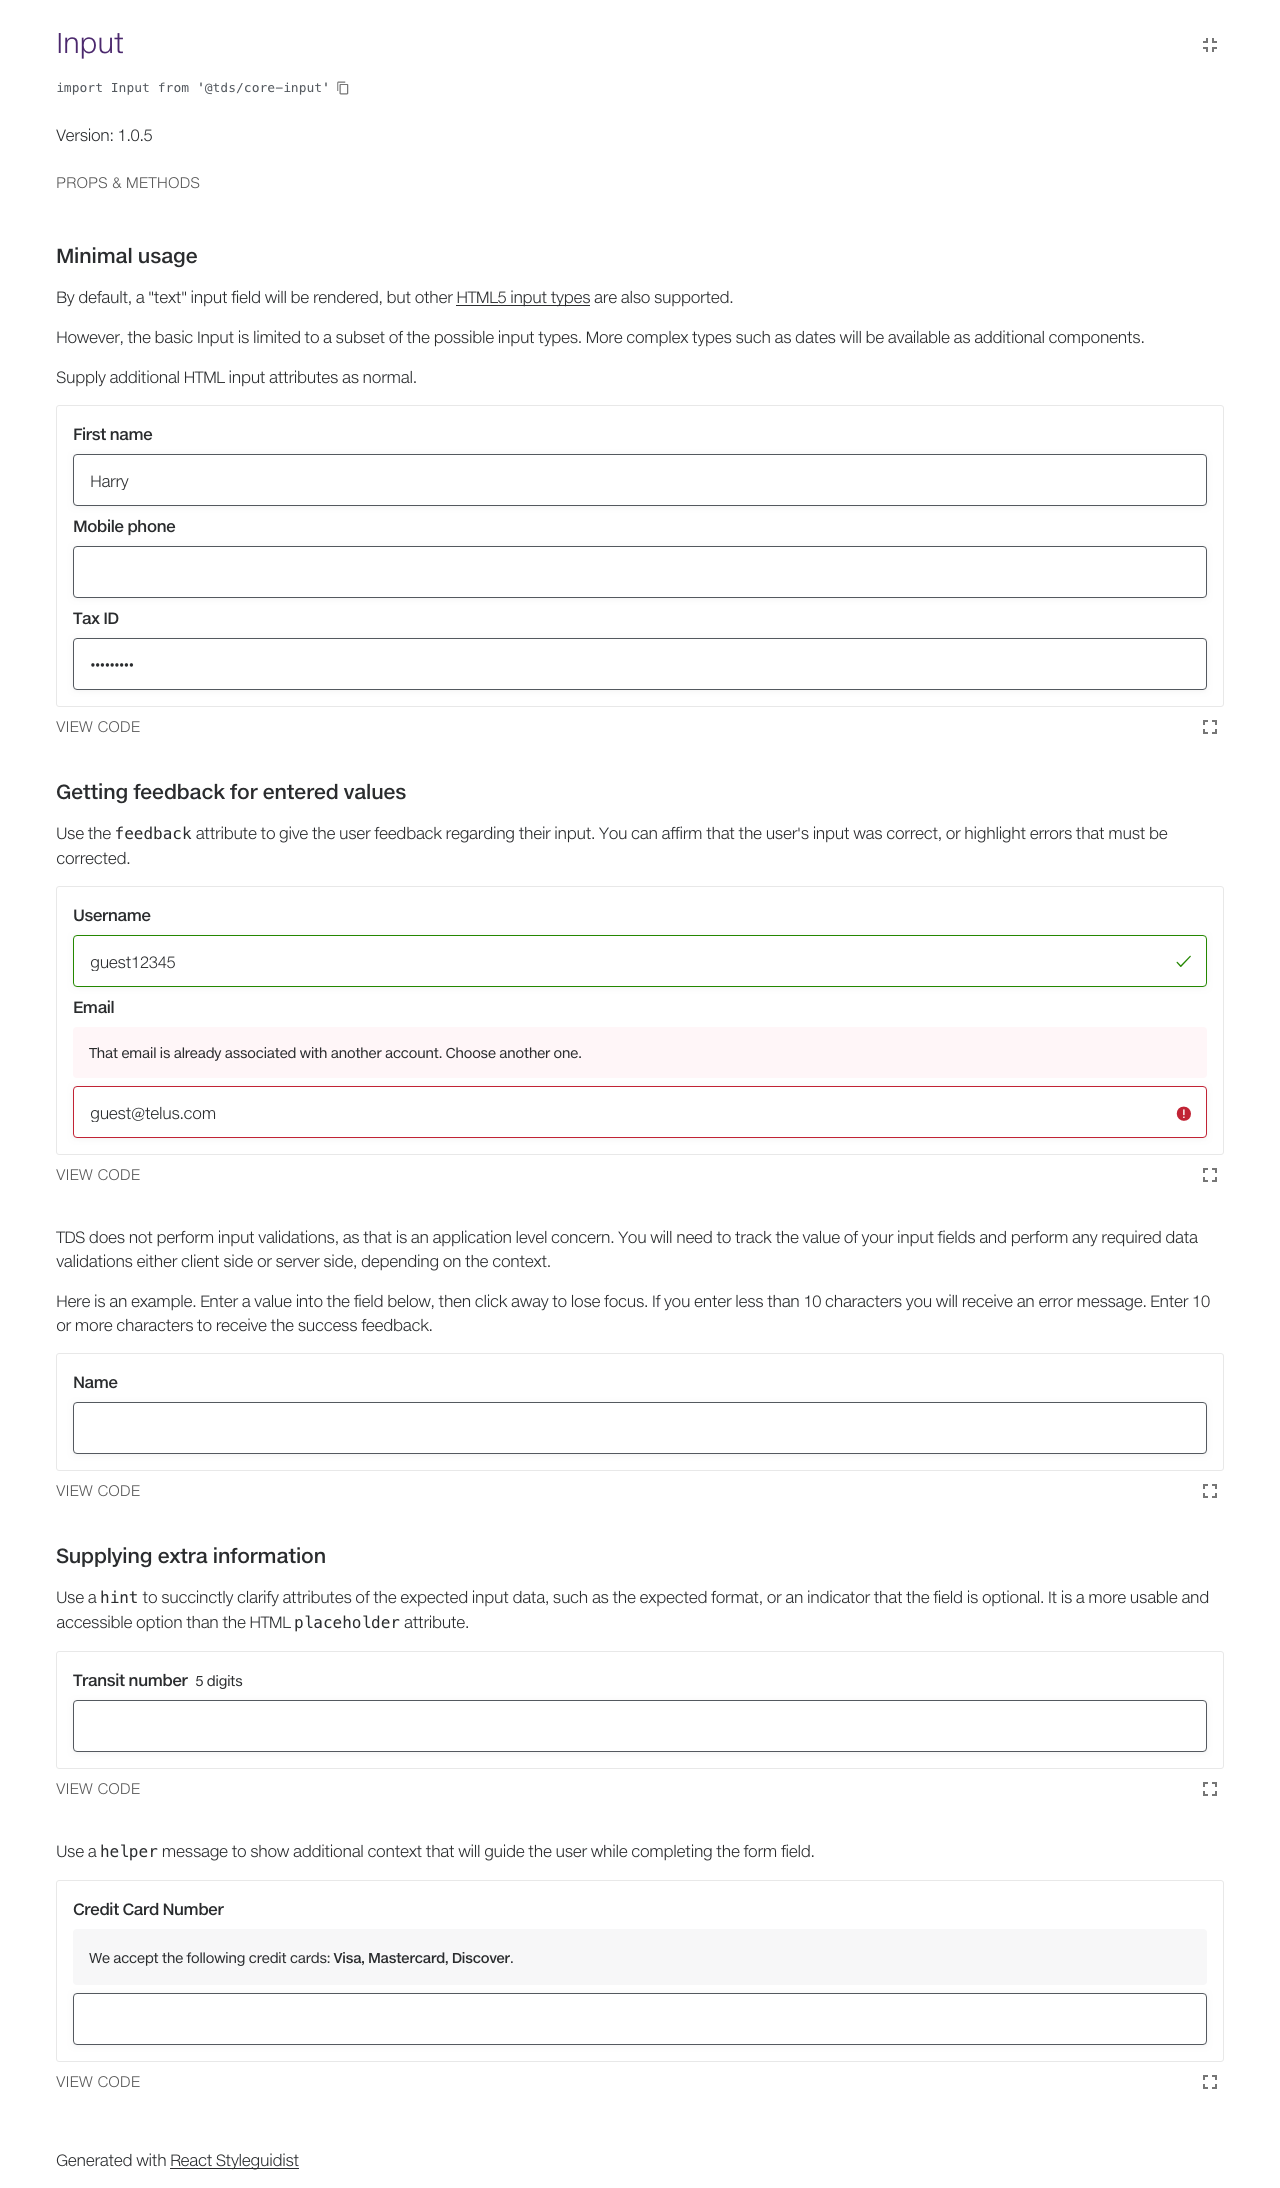 Input
import Input from '@tds/core-input'
Version: 1.0.5
PROPS & METHODS
Minimal usage
By default, a "text" input field will be rendered, but other HTML5 input types are also supported.
However, the basic Input is limited to a subset of the possible input types. More complex types such as dates will be available as additional components.
Supply additional HTML input attributes as normal.
First name
Harry
Mobile phone
Tax ID
•••••••••
VIEW CODE
Getting feedback for entered values
Use the feedback attribute to give the user feedback regarding their input. You can affirm that the user's input was correct, or highlight errors that must be
corrected.
Username
guest12345
Email
That email is already associated with another account. Choose another one.
guest@telus.com
VIEW CODE
TDS does not perform input validations, as that is an application level concern. You will need to track the value of your input fields and perform any required data
validations either client side or server side, depending on the context.
Here is an example. Enter a value into the field below, then click away to lose focus. If you enter less than 10 characters you will receive an error message. Enter 10
or more characters to receive the success feedback.
Name
VIEW CODE
Supplying extra information
Use a hint to succinctly clarify attributes of the expected input data, such as the expected format, or an indicator that the field is optional. It is a more usable and
accessible option than the HTML placeholder attribute.
Transit number 5 digits
VIEW CODE
Use a helper message to show additional context that will guide the user while completing the form field.
Credit Card Number
We accept the following credit cards: Visa, Mastercard, Discover.
VIEW CODE
Generated with React Styleguidist